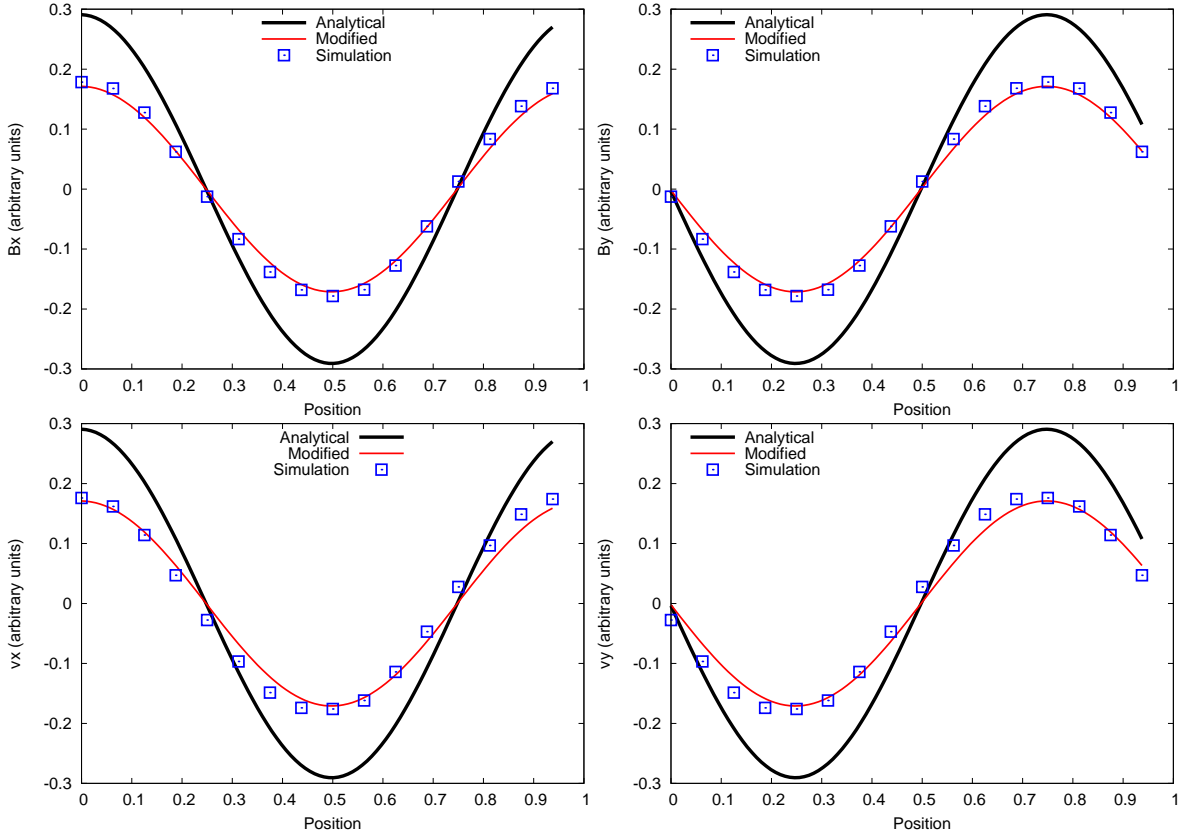 0.3
0.2
0.1
0
-0.1
-0.2
-0.3
0 0.1 0.2 0.3 0.4 0.5 0.6 0.7 0.8 0.9 1
Bx (arbitrary units)
Position
Analytical
Modified
Simulation
0.3
0.2
0.1
0
-0.1
-0.2
-0.3
0 0.1 0.2 0.3 0.4 0.5 0.6 0.7 0.8 0.9 1
By (arbitrary units)
Position
Analytical
Modified
Simulation
0.3
0.2
0.1
0
-0.1
-0.2
-0.3
0 0.1 0.2 0.3 0.4 0.5 0.6 0.7 0.8 0.9 1
vx (arbitrary units)
Position
Analytical
Modified
Simulation
0.3
0.2
0.1
0
-0.1
-0.2
-0.3
0 0.1 0.2 0.3 0.4 0.5 0.6 0.7 0.8 0.9 1
vy (arbitrary units)
Position
Analytical
Modified
Simulation